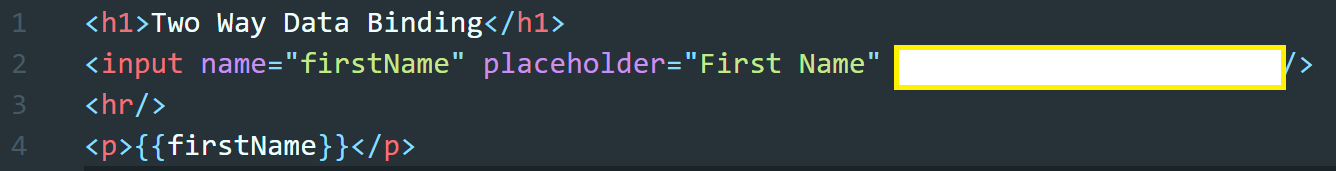 1 <h1>Two Way Data Binding</h1>
2 <input name="firstName" placeholder="First Name" />
3 <hr/>
4 <p>{{firstName}}</p>